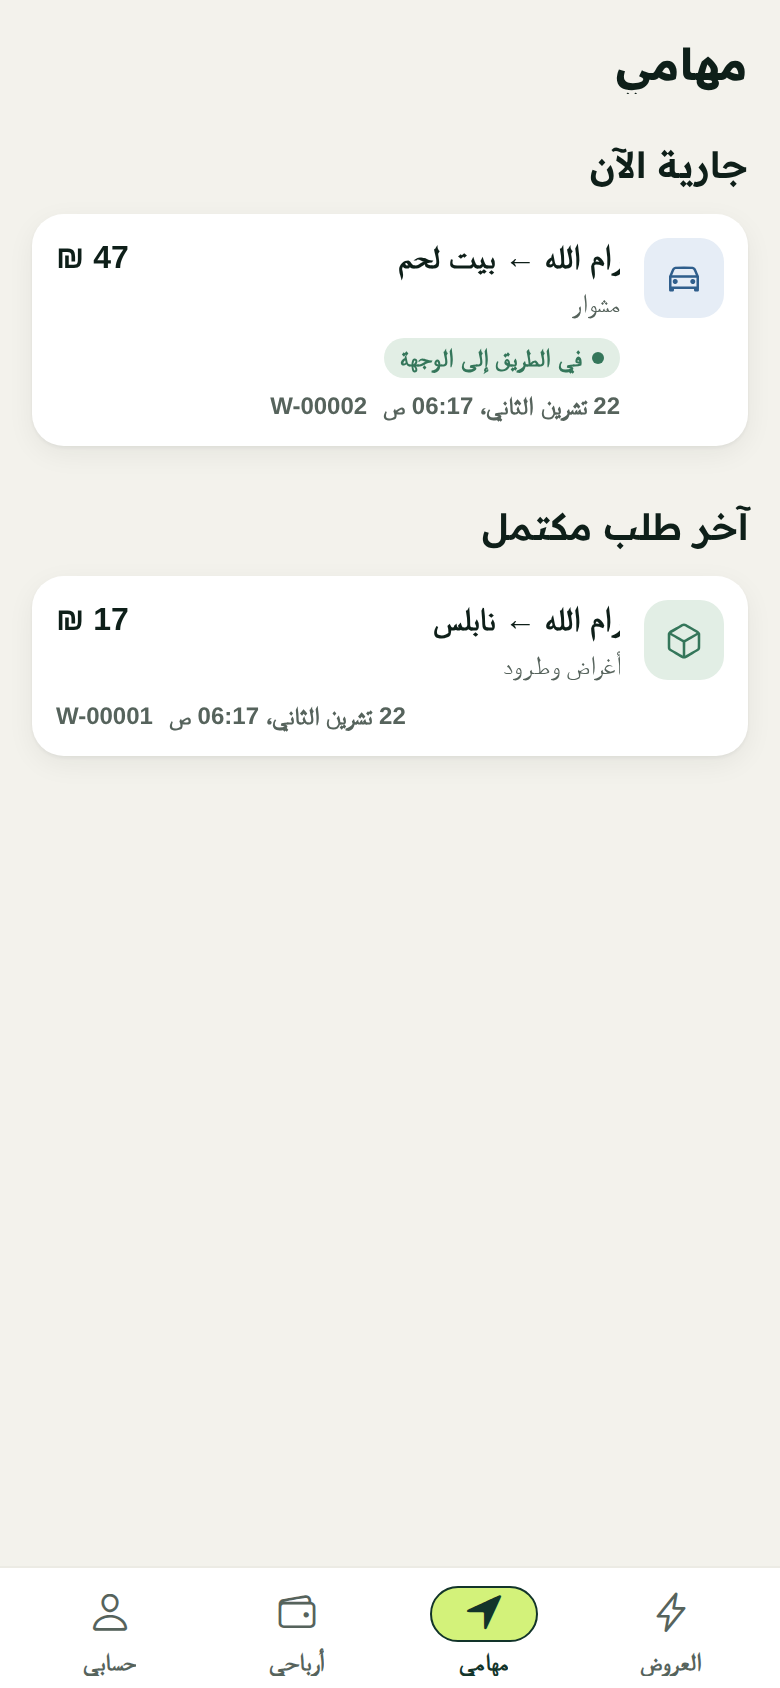 مهامي
جارية الآن
رام الله ← بيت لحم
47 ₪
مشوار
في الطريق إلى الوجهة
22 تشرين الثاني، 06:17 ص W-00002
آخر طلب مكتمل
رام الله ← نابلس
17 ₪
أغراض وطرود
22 تشرين الثاني، 06:17 ص W-00001
العروض
مهامي
أرباحي
حسابي